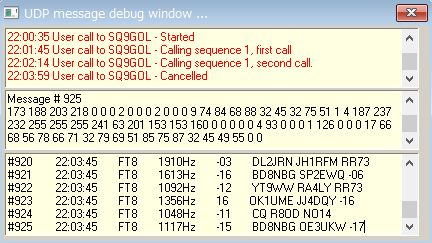 UDP message debug window ...
22:00:35 User call to SQ9GOL - Started
22:01:45 User call to SQ9GOL - Calling sequence 1, first call
22:02:14 User call to SQ9GOL - Calling sequence 1, second call.
22:03:59 User call to SQ9GOL - Cancelled
Message # 925
173 188 203 218 0 0 0 2 0 0 0 2 0 0 0 9 74 84 68 88 32 45 32 75 51 1 4 187 237
232 255 255 255 241 63 201 153 153 160 0 0 0 0 4 93 0 0 0 1 126 0 0 0 17 66
68 56 78 66 71 32 79 69 51 85 75 87 32 45 49 55 0 0
#920 22:03:45 FT8 1910Hz -03 DL2JRN JH1RFM RR73
#921 22:03:45 FT8 1613Hz -16 BD8NBG SP2EWQ -06
#922 22:03:45 FT8 1092Hz -12 YT9WW RA4LY RR73
#923 22:03:45 FT8 1356Hz 16 OK1UME JJ4DQY -16
#924 22:03:45 FT8 1048Hz -11 CQ R8OD NO14
#925 22:03:45 FT8 1117Hz -15 BD8NBG OE3UKW -17